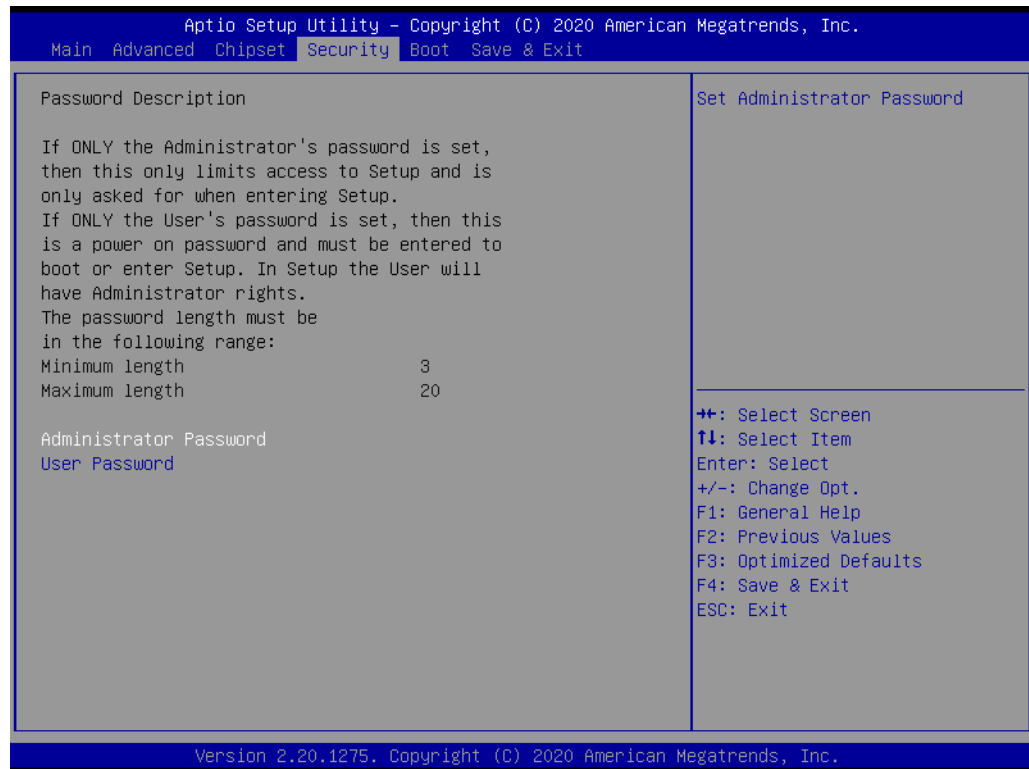 Aptio Setup Utility – Copyright (C) 2020 American Megatrends, Inc.
Main Advanced Chipset Security Boot Save & Exit
Password Description
If ONLY the Administrator's password is set,
then this only limits access to Setup and is
only asked for when entering Setup.
If ONLY the User's password is set, then this
is a power on password and must be entered to
boot or enter Setup. In Setup the User will
have Administrator rights.
The password length must be
in the following range:
Minimum length 3
Maximum length 20
Administrator Password
User Password
Set Administrator Password
→←: Select Screen
↑↓: Select Item
Enter: Select
+/-: Change Opt.
F1: General Help
F2: Previous Values
F3: Optimized Defaults
F4: Save & Exit
ESC: Exit
Version 2.20.1275. Copyright (C) 2020 American Megatrends, Inc.